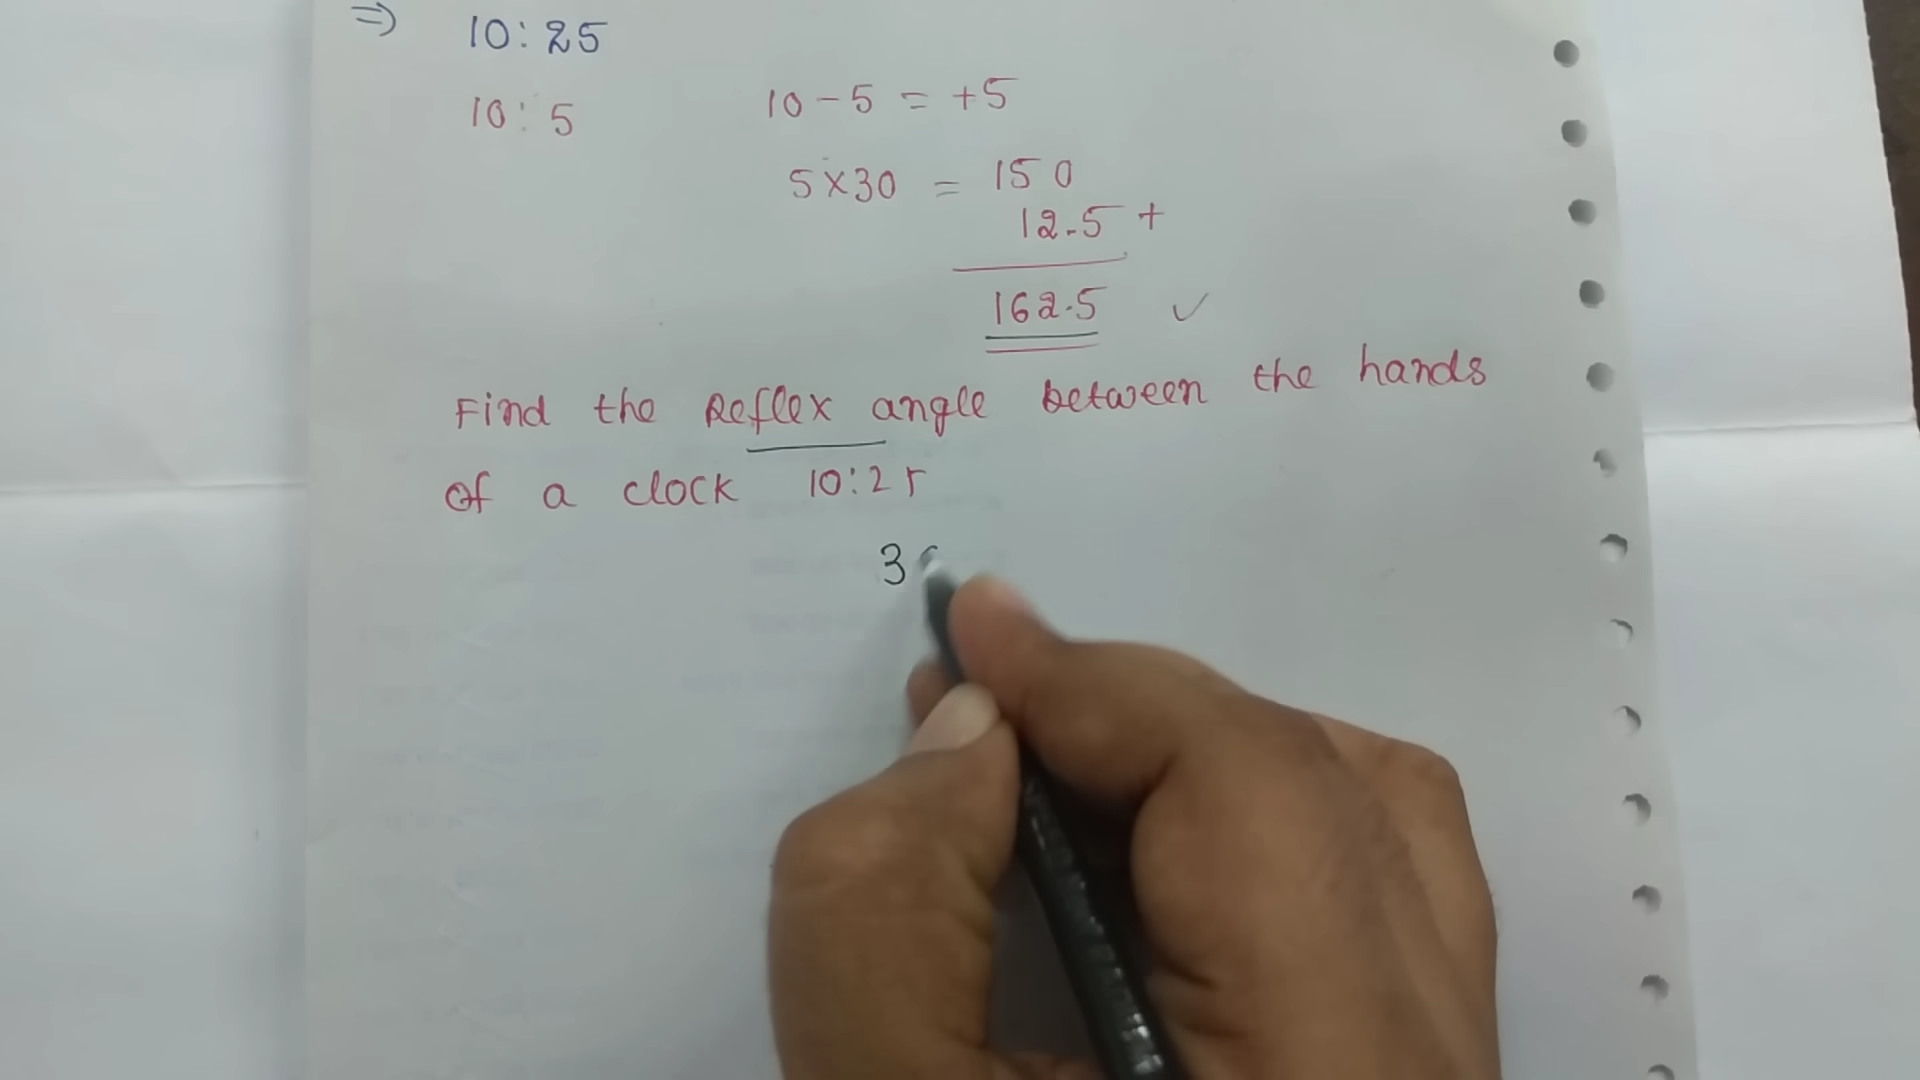 ⇒ 10:25
10:5 10-5 = +5
5×30 = 150
12.5 +
162.5 ✓
Find the Reflex angle between the hands
of a clock 10:25
3